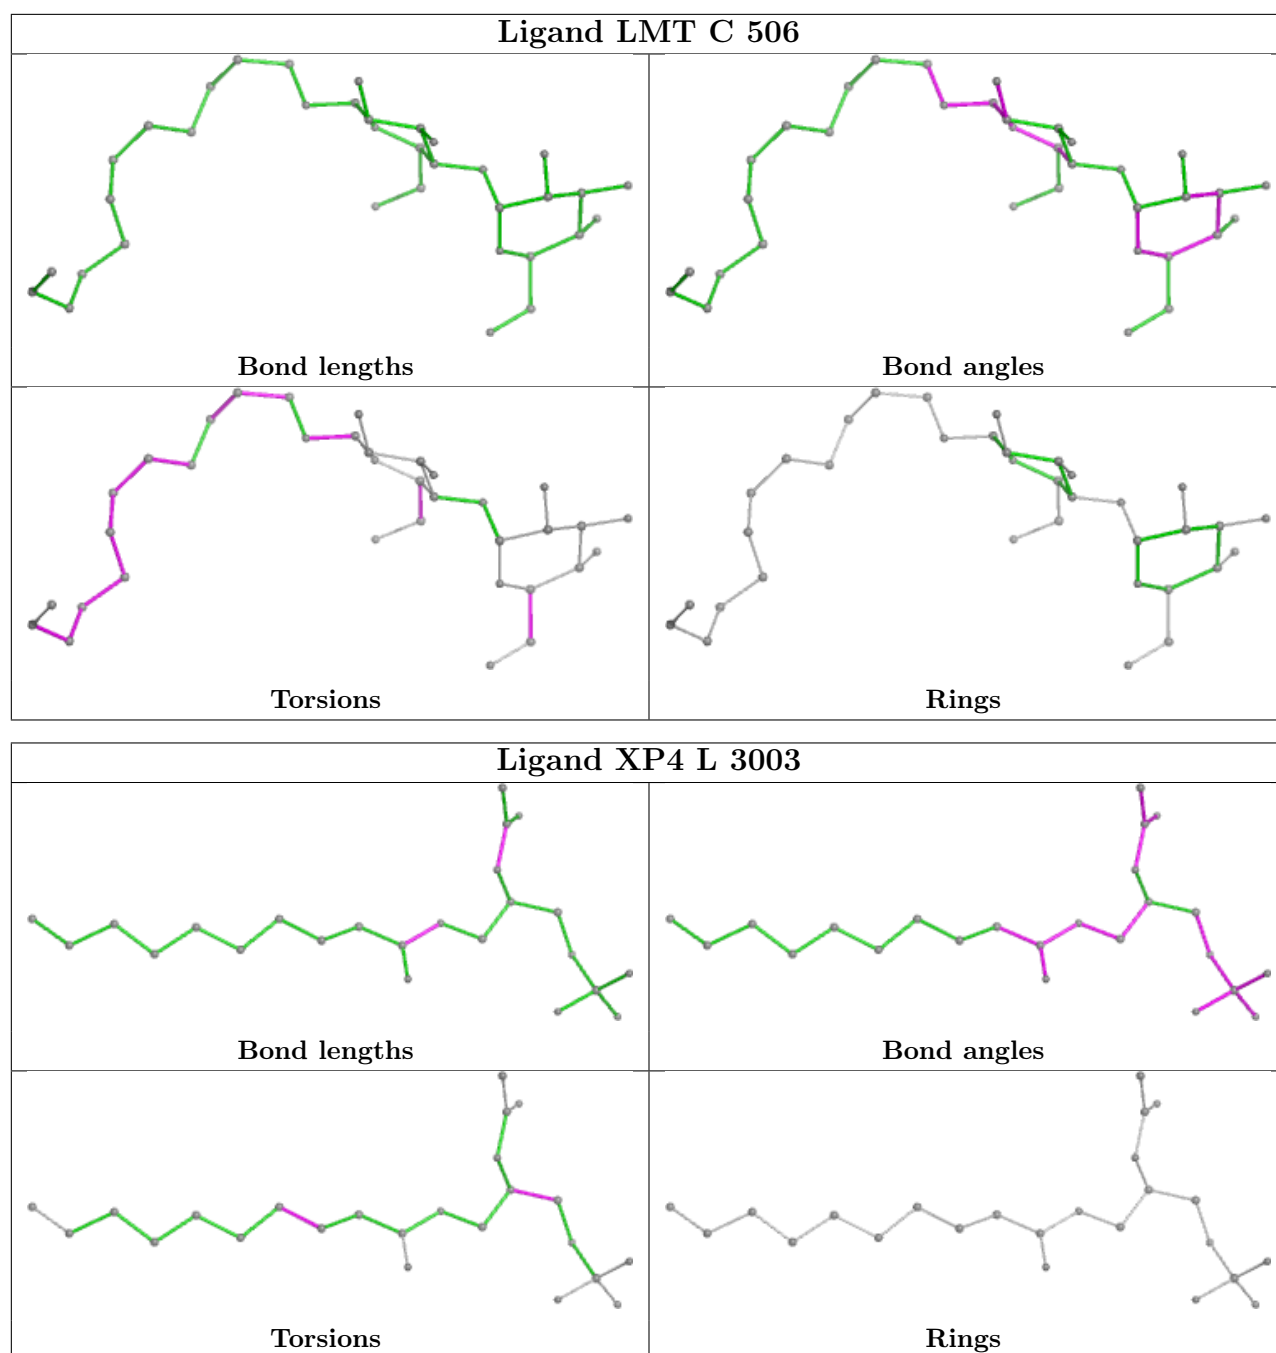 Ligand LMT C 506
Bond lengths
Bond angles
Torsions
Rings
Ligand XP4 L 3003
Bond lengths
Bond angles
Torsions
Rings